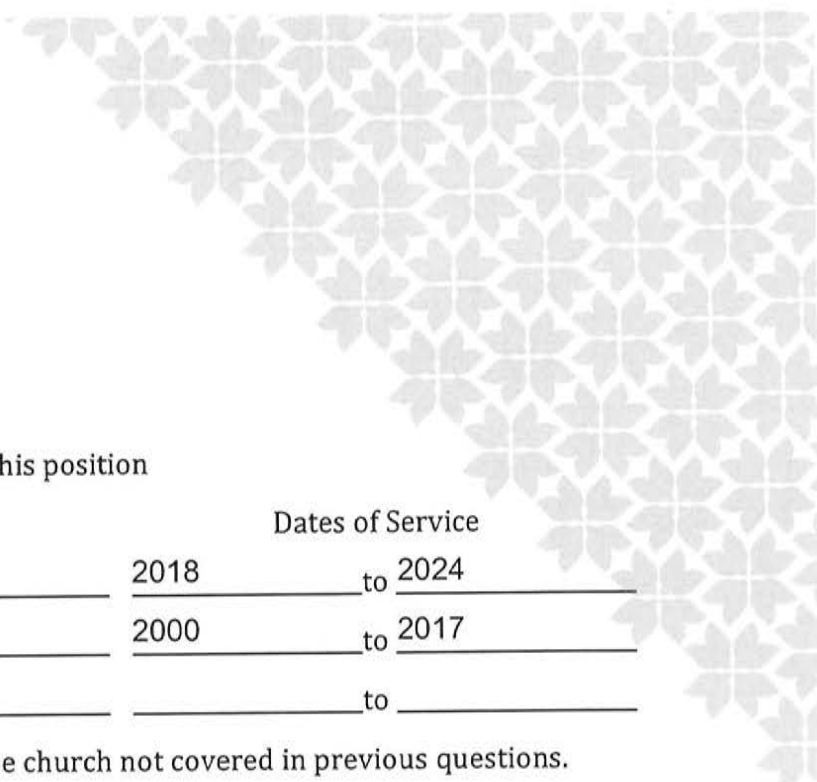 his position
Dates of Service
2018 to 2024
2000 to 2017
to
e church not covered in previous questions.